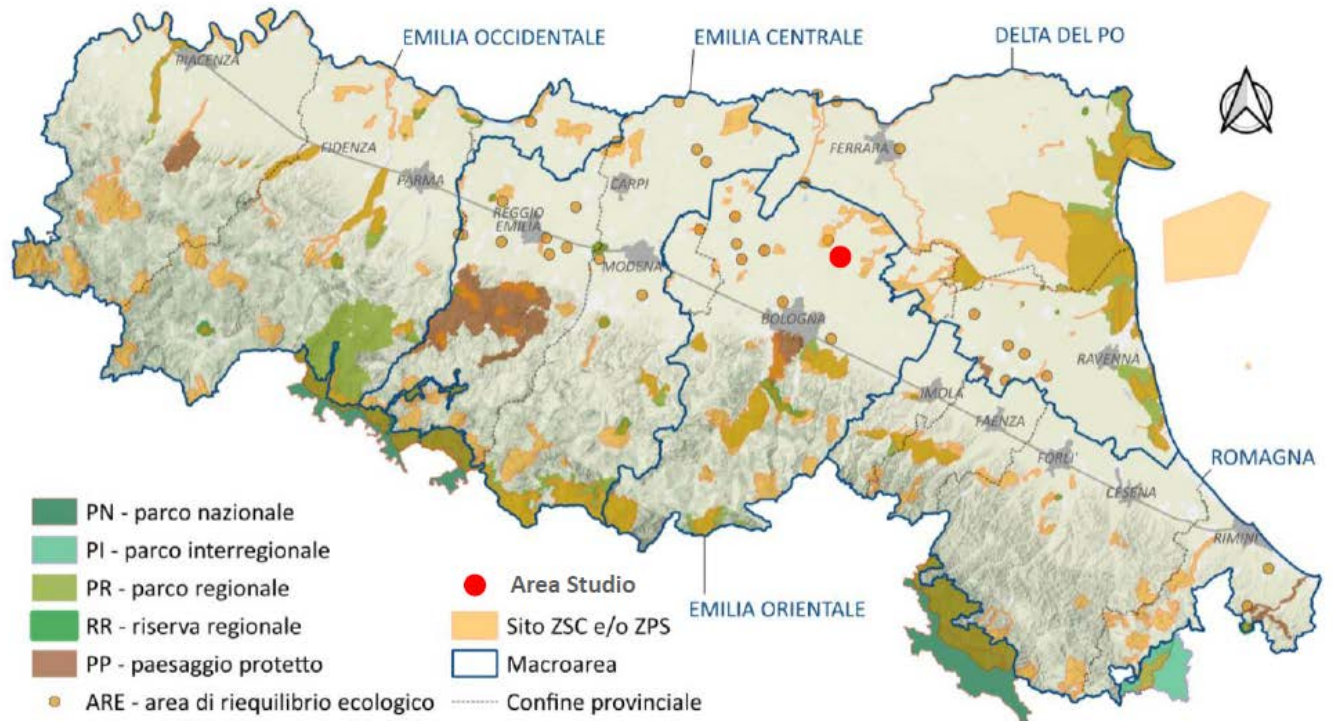 EMILIA OCCIDENTALE
EMILIA CENTRALE
DELTA DEL PO
PIACENZA
FIDENZA
PARMA
REGGIO
EMILIA
CARPI
MODENA
FERRARA
BOLOGNA
IMOLA
FAENZA
RAVENNA
FORLI'
CESENA
RIMINI
ROMAGNA
EMILIA ORIENTALE
PN - parco nazionale
PI - parco interregionale
PR - parco regionale
RR - riserva regionale
PP - paesaggio protetto
ARE - area di riequilibrio ecologico
Area Studio
Sito ZSC e/o ZPS
Macroarea
Confine provinciale